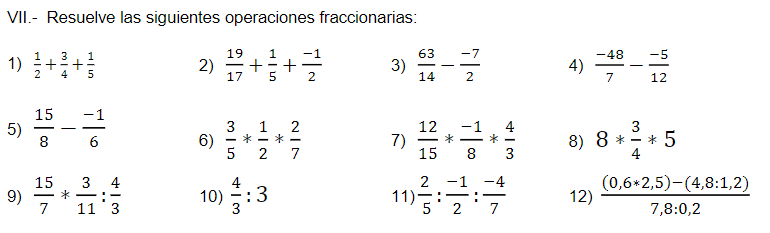 VII.- Resuelve las siguientes operaciones fraccionarias:
1) 1/2 + 3/4 + 1/5 2) 19/17 + 1/5 + -1/2 3) 63/14 − -7/2 4) -48/7 − -5/12
5) 15/8 − -1/6 6) 3/5 * 1/2 * 2/7 7) 12/15 * -1/8 * 4/3 8) 8 * 3/4 * 5
9) 15/7 * 3/11 : 4/3 10) 4/3 : 3 11) 2/5 : -1/2 : -4/7 12) (0,6*2,5)−(4,8:1,2)/7,8:0,2